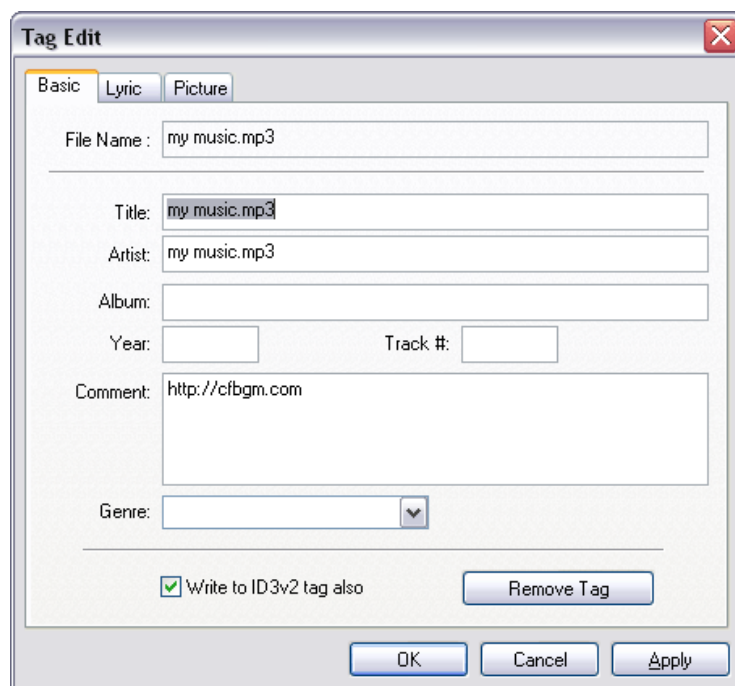 Tag Edit
Basic Lyric Picture
File Name : my music.mp3
Title: my music.mp3
Artist: my music.mp3
Album:
Year: Track #:
Comment: http://cfbgm.com
Genre:
Write to ID3v2 tag also Remove Tag
OK Cancel Apply